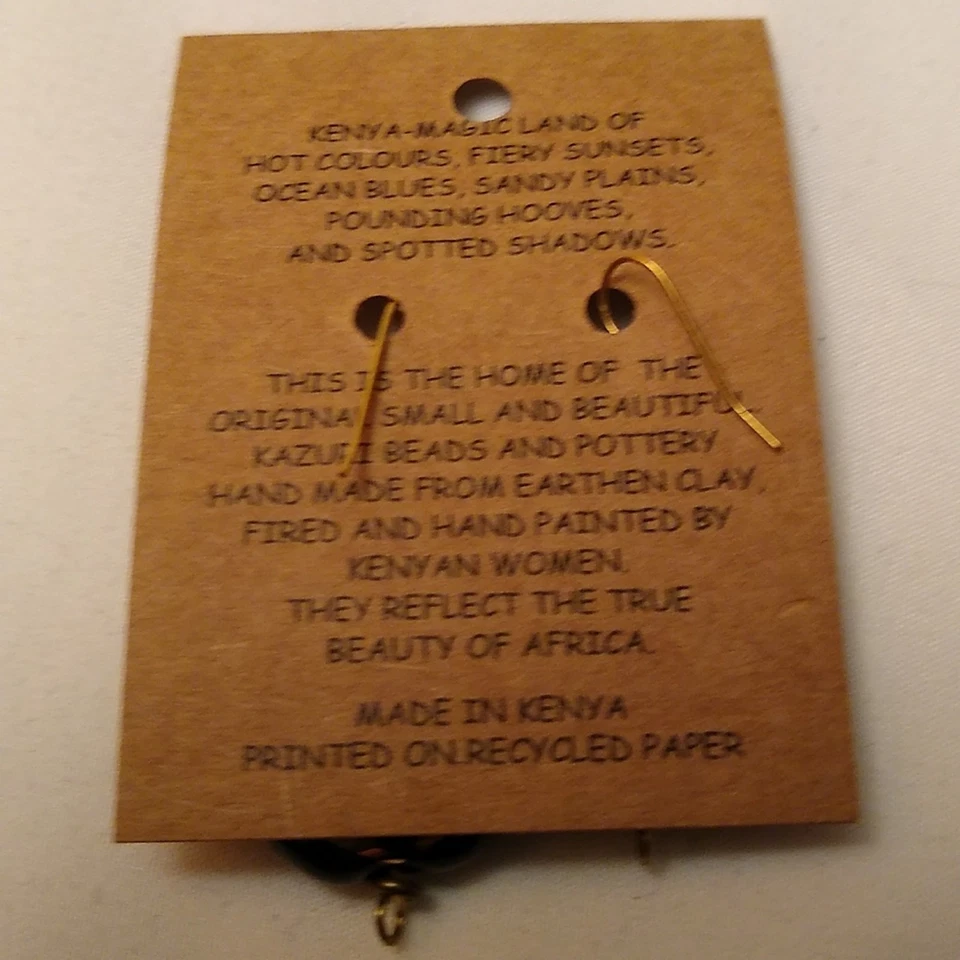 KENYA-MAGIC LAND OF
HOT COLOURS, FIERY SUNSETS,
OCEAN BLUES, SANDY PLAINS,
POUNDING HOOVES,
AND SPOTTED SHADOWS.
THIS IS THE HOME OF THE
ORIGINAL SMALL AND BEAUTIFUL
KAZURI BEADS AND POTTERY
HAND MADE FROM EARTHEN CLAY,
FIRED AND HAND PAINTED BY
KENYAN WOMEN.
THEY REFLECT THE TRUE
BEAUTY OF AFRICA.
MADE IN KENYA
PRINTED ON RECYCLED PAPER